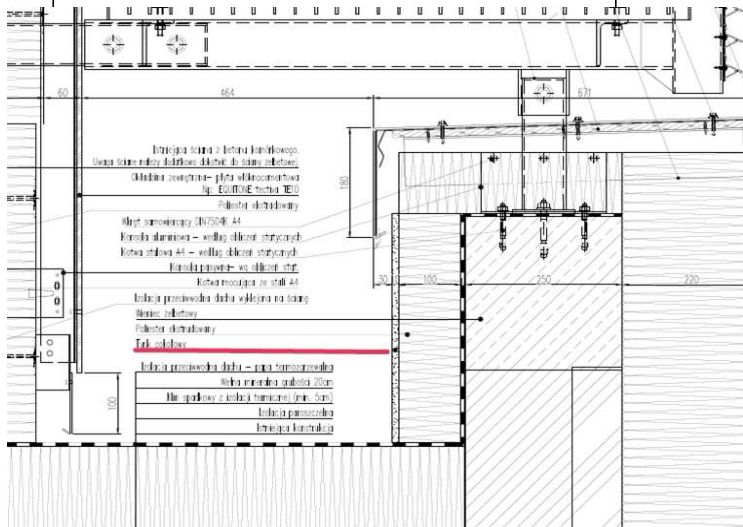 60
464
671
Istniejąca ściana z betonu komórkowego.
Uwaga ścianę należy dodatkowo dokotwić do ściany żelbetowej.
Okładzina zewnętrzna- płyta włóknocementowa
Np: EQUITONE tectiva TE10
Poliester ekstrudowany
180
Wkręt samowiercący DIN7504K A4
Konsola aluminiowa - według obliczeń statycznych
Kotwa stalowa A4 - według obliczeń statycznych
Konsola pasywna- wg obliczeń stat.
Kotwa mocująca ze stali A4
30
100
250
220
Izolacja przeciwwodna dachu wyklejona na ścianę
Wieniec żelbetowy
Poliester ekstrudowany
Tynk cokołowy
Izolacja przeciwwodna dachu - papa termozgrzewalna
Wełna mineralna grubości 20cm
100
Klin spadkowy z izolacji termicznej (min. 5cm)
Izolacja paroszczelna
Istniejąca konstrukcja